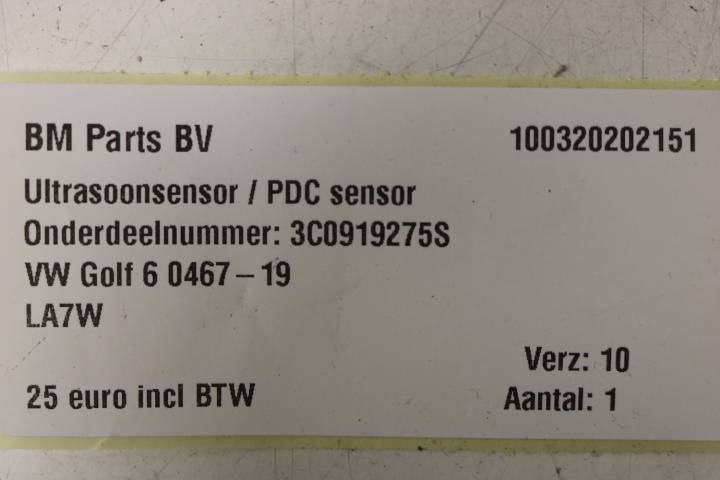 BM Parts BV 100320202151
Ultrasoonsensor / PDC sensor
Onderdeelnummer: 3C0919275S
VW Golf 6 0467 – 19
LA7W
Verz: 10
25 euro incl BTW Aantal: 1